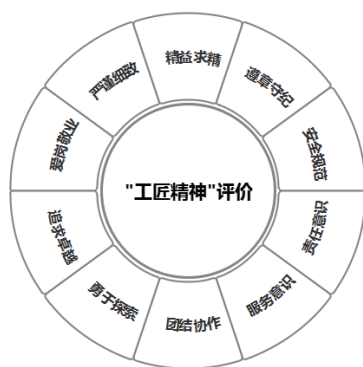 精益求精
遵章守纪
安全规范
责任意识
服务意识
团结协作
勇于探索
追求卓越
爱岗敬业
严谨细致
"工匠精神"评价